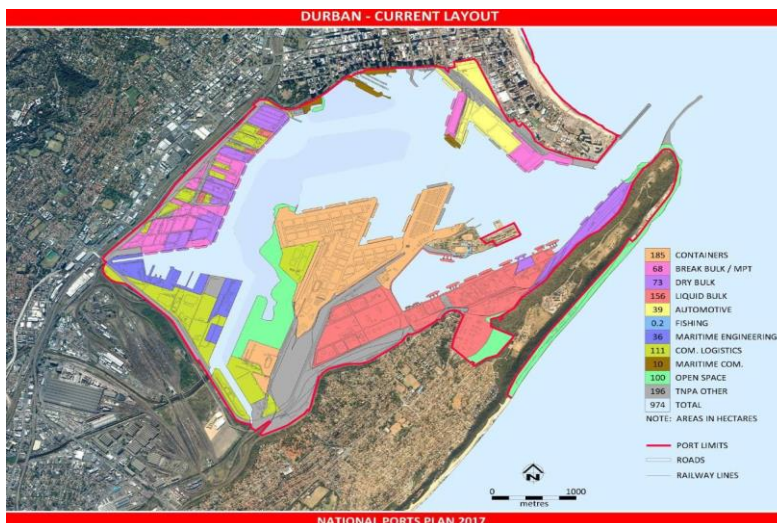 DURBAN - CURRENT LAYOUT
185 CONTAINERS
68 BREAK BULK / MPT
73 DRY BULK
156 LIQUID BULK
39 AUTOMOTIVE
0.2 FISHING
36 MARITIME ENGINEERING
111 COM. LOGISTICS
10 MARITIME COM.
100 OPEN SPACE
196 TNPA OTHER
974 TOTAL
NOTE: AREAS IN HECTARES
PORT LIMITS
ROADS
RAILWAY LINES
N
0 1000
metres
NATIONAL PORTS PLAN 2017